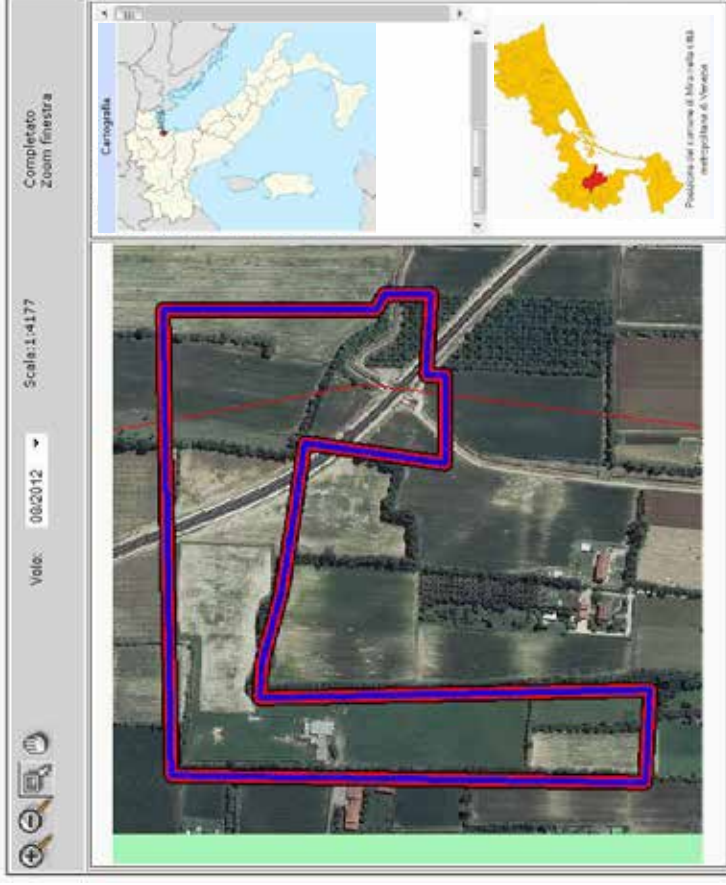 Volo: 08/2012 Scala:1:4177 Completato
Zoom finestra
Cartografia
Posizione del comune di Mira nella città
metropolitana di Venezia